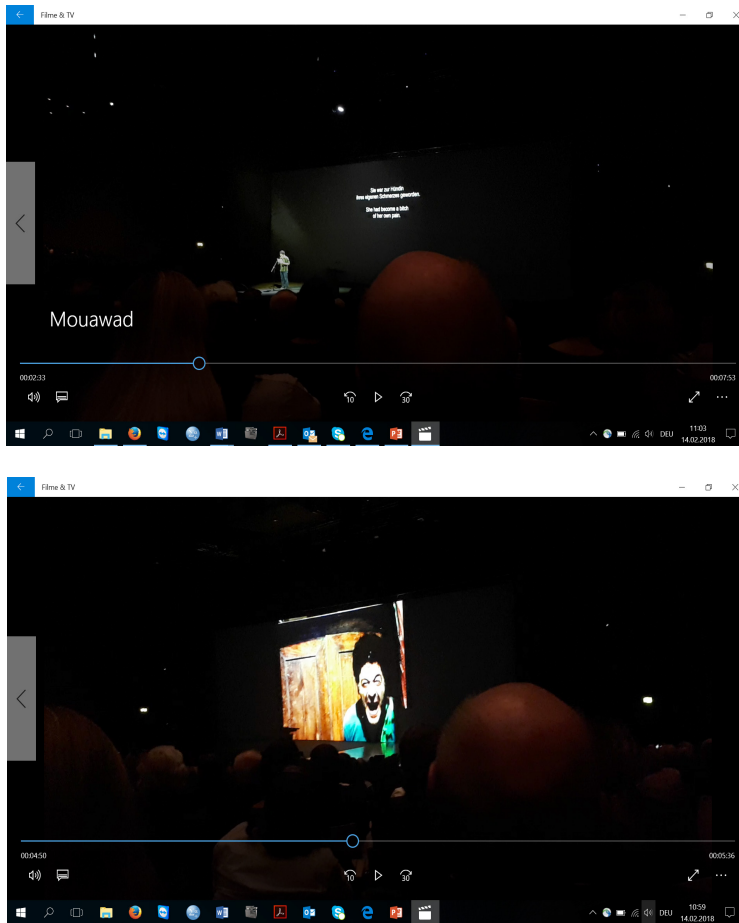 Filme & TV
Sie war zur Hündin
ihres eigenen Schmerzes geworden.
She had become a bitch
of her own pain.
Mouawad
00:02:33
00:07:53
10
30
DEU
11:03
14.02.2018
Filme & TV
00:04:50
00:05:36
10
30
DEU
10:59
14.02.2018